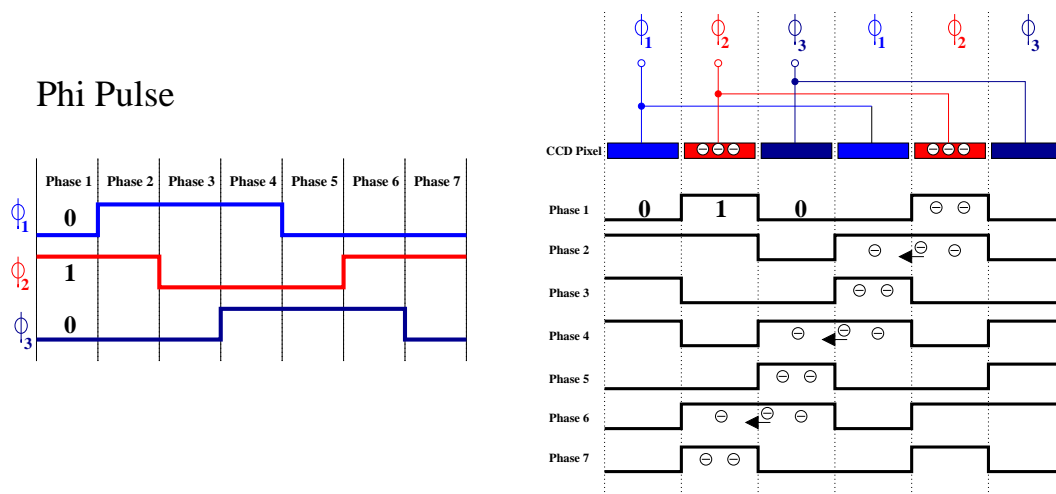 ϕ1 ϕ2 ϕ3 ϕ1 ϕ2 ϕ3
Phi Pulse
CCD Pixel
⊖ ⊖ ⊖ ⊖ ⊖ ⊖
Phase 1 Phase 2 Phase 3 Phase 4 Phase 5 Phase 6 Phase 7
ϕ1 0
ϕ2 1
ϕ3 0
Phase 1 0 1 0 ⊖ ⊖
Phase 2 ⊖ ⊖ ⊖
Phase 3 ⊖ ⊖
Phase 4 ⊖ ⊖ ⊖
Phase 5 ⊖ ⊖
Phase 6 ⊖ ⊖ ⊖
Phase 7 ⊖ ⊖